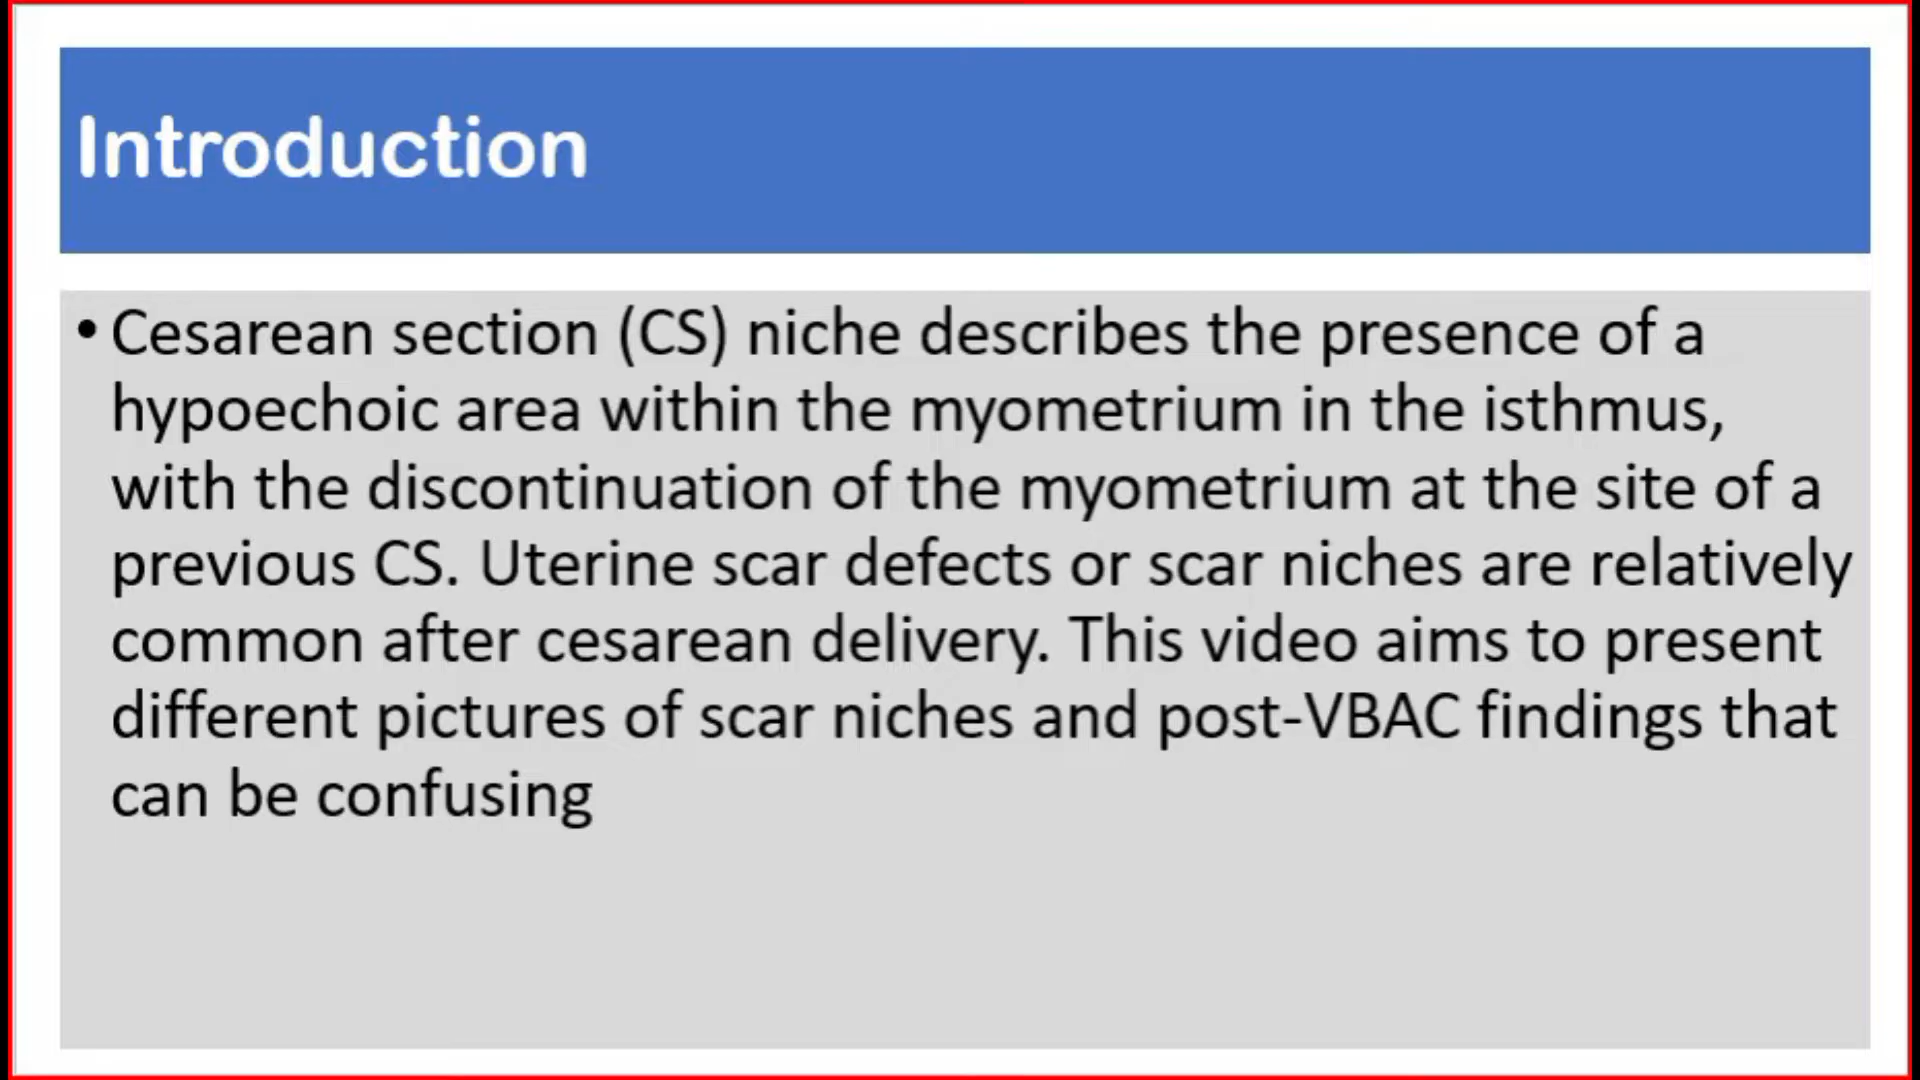 Introduction
• Cesarean section (CS) niche describes the presence of a
hypoechoic area within the myometrium in the isthmus,
with the discontinuation of the myometrium at the site of a
previous CS. Uterine scar defects or scar niches are relatively
common after cesarean delivery. This video aims to present
different pictures of scar niches and post-VBAC findings that
can be confusing